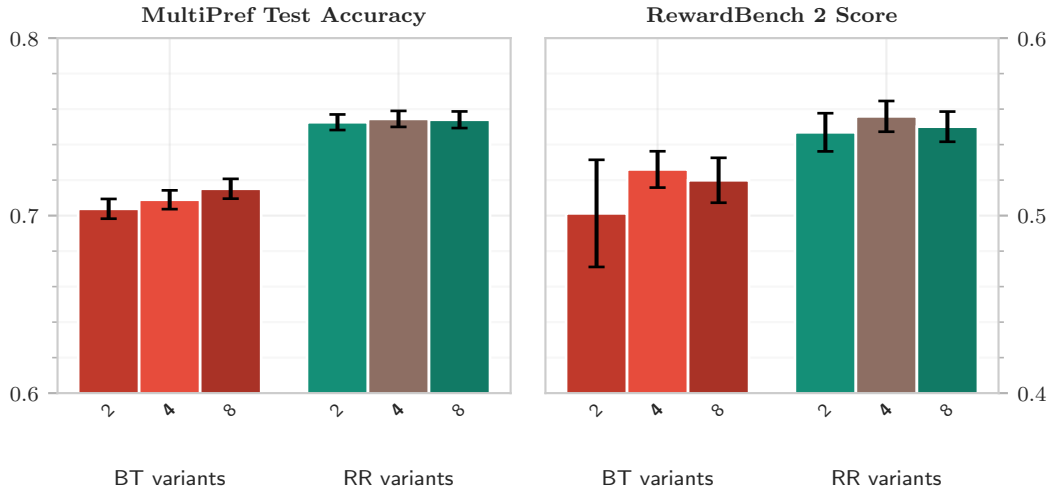 MultiPref Test Accuracy
RewardBench 2 Score
0.8
0.7
0.6
0.6
0.5
0.4
2 4 8 2 4 8
2 4 8 2 4 8
BT variants RR variants
BT variants RR variants